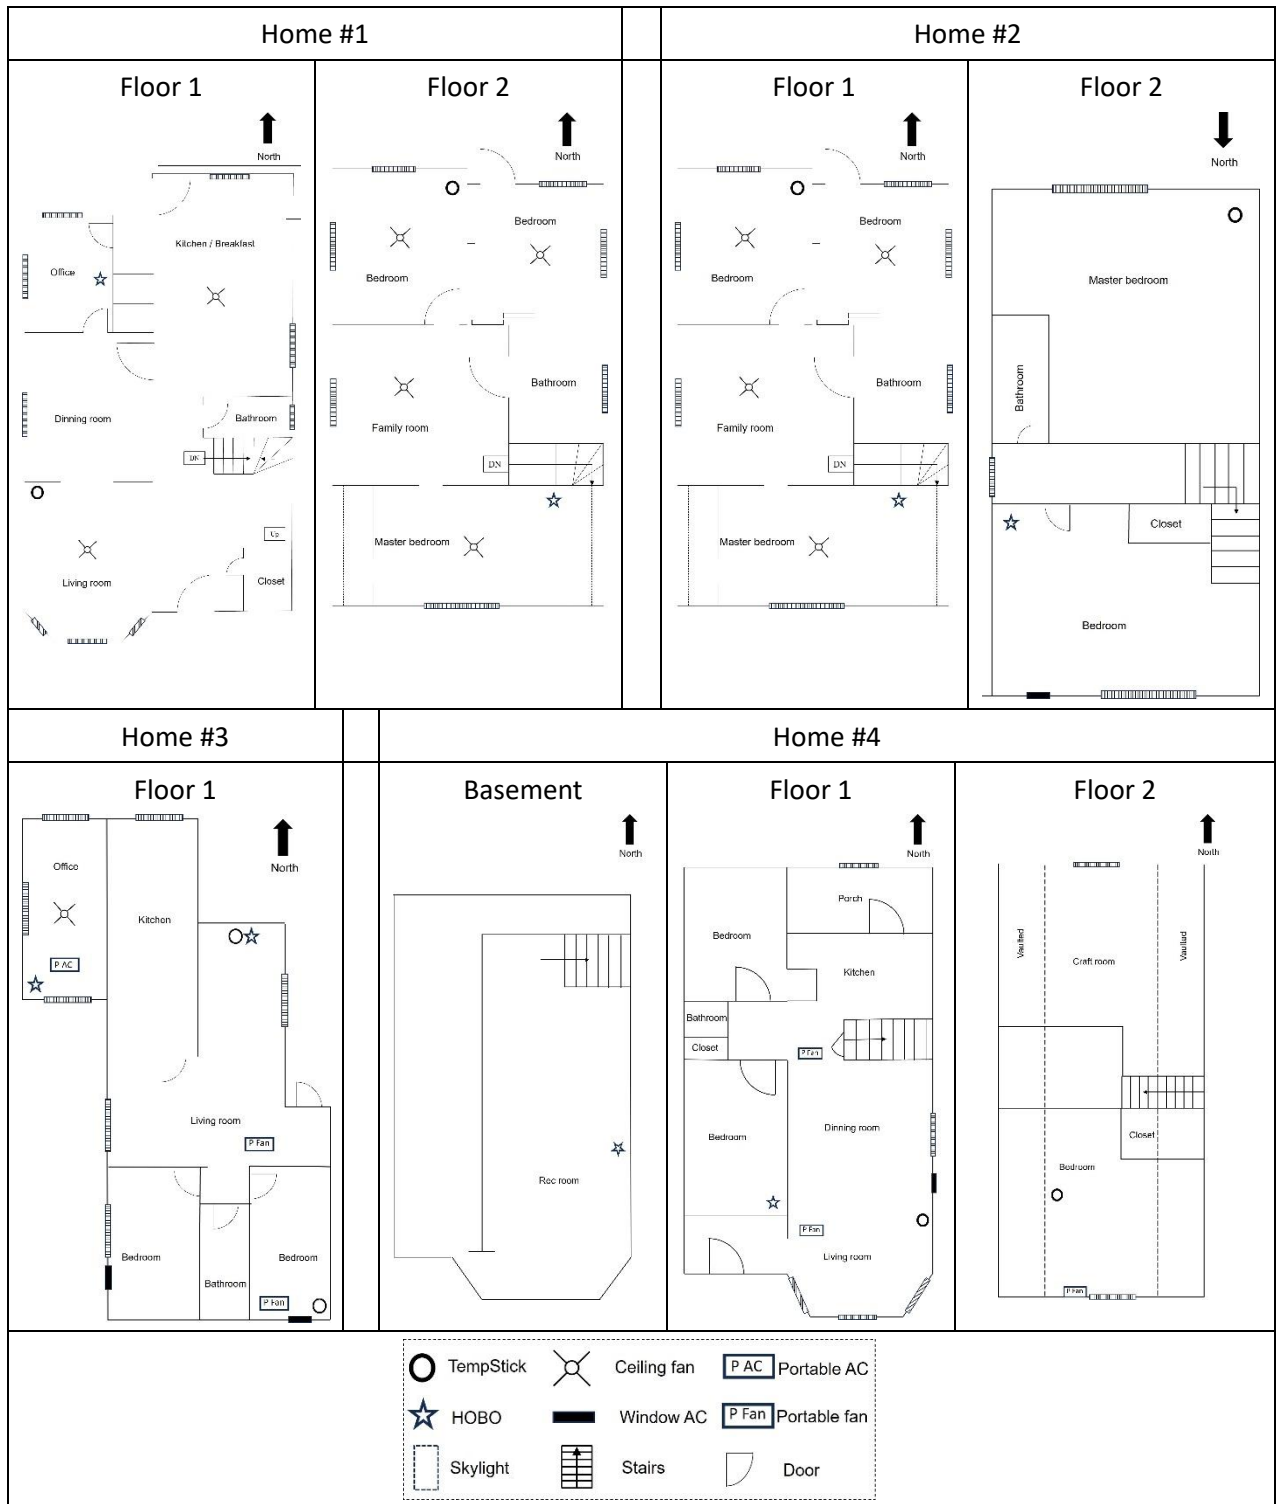 Home #1
Home #2
Floor 1
Floor 2
Floor 1
Floor 2
North
North
North
North
Kitchen / Breakfast
Office
Dinning room
Bathroom
DN
Up
Living room
Closet
Bedroom
Bedroom
Bathroom
Family room
DN
Master bedroom
Bedroom
Bedroom
Bathroom
Family room
DN
Master bedroom
Master bedroom
Bathroom
Closet
Bedroom
Home #3
Home #4
Floor 1
Basement
Floor 1
Floor 2
North
North
North
North
Office
Kitchen
P AC
Living room
P Fan
Bedroom
Bathroom
Bedroom
P Fan
Rec room
Porch
Bedroom
Kitchen
Bathroom
Closet
P Fan
Bedroom
Dinning room
P Fan
Living room
Vaulted
Craft room
Vaulted
Closet
Bedroom
P Fan
TempStick
Ceiling fan
P AC Portable AC
HOBO
Window AC
P Fan Portable fan
Skylight
Stairs
Door